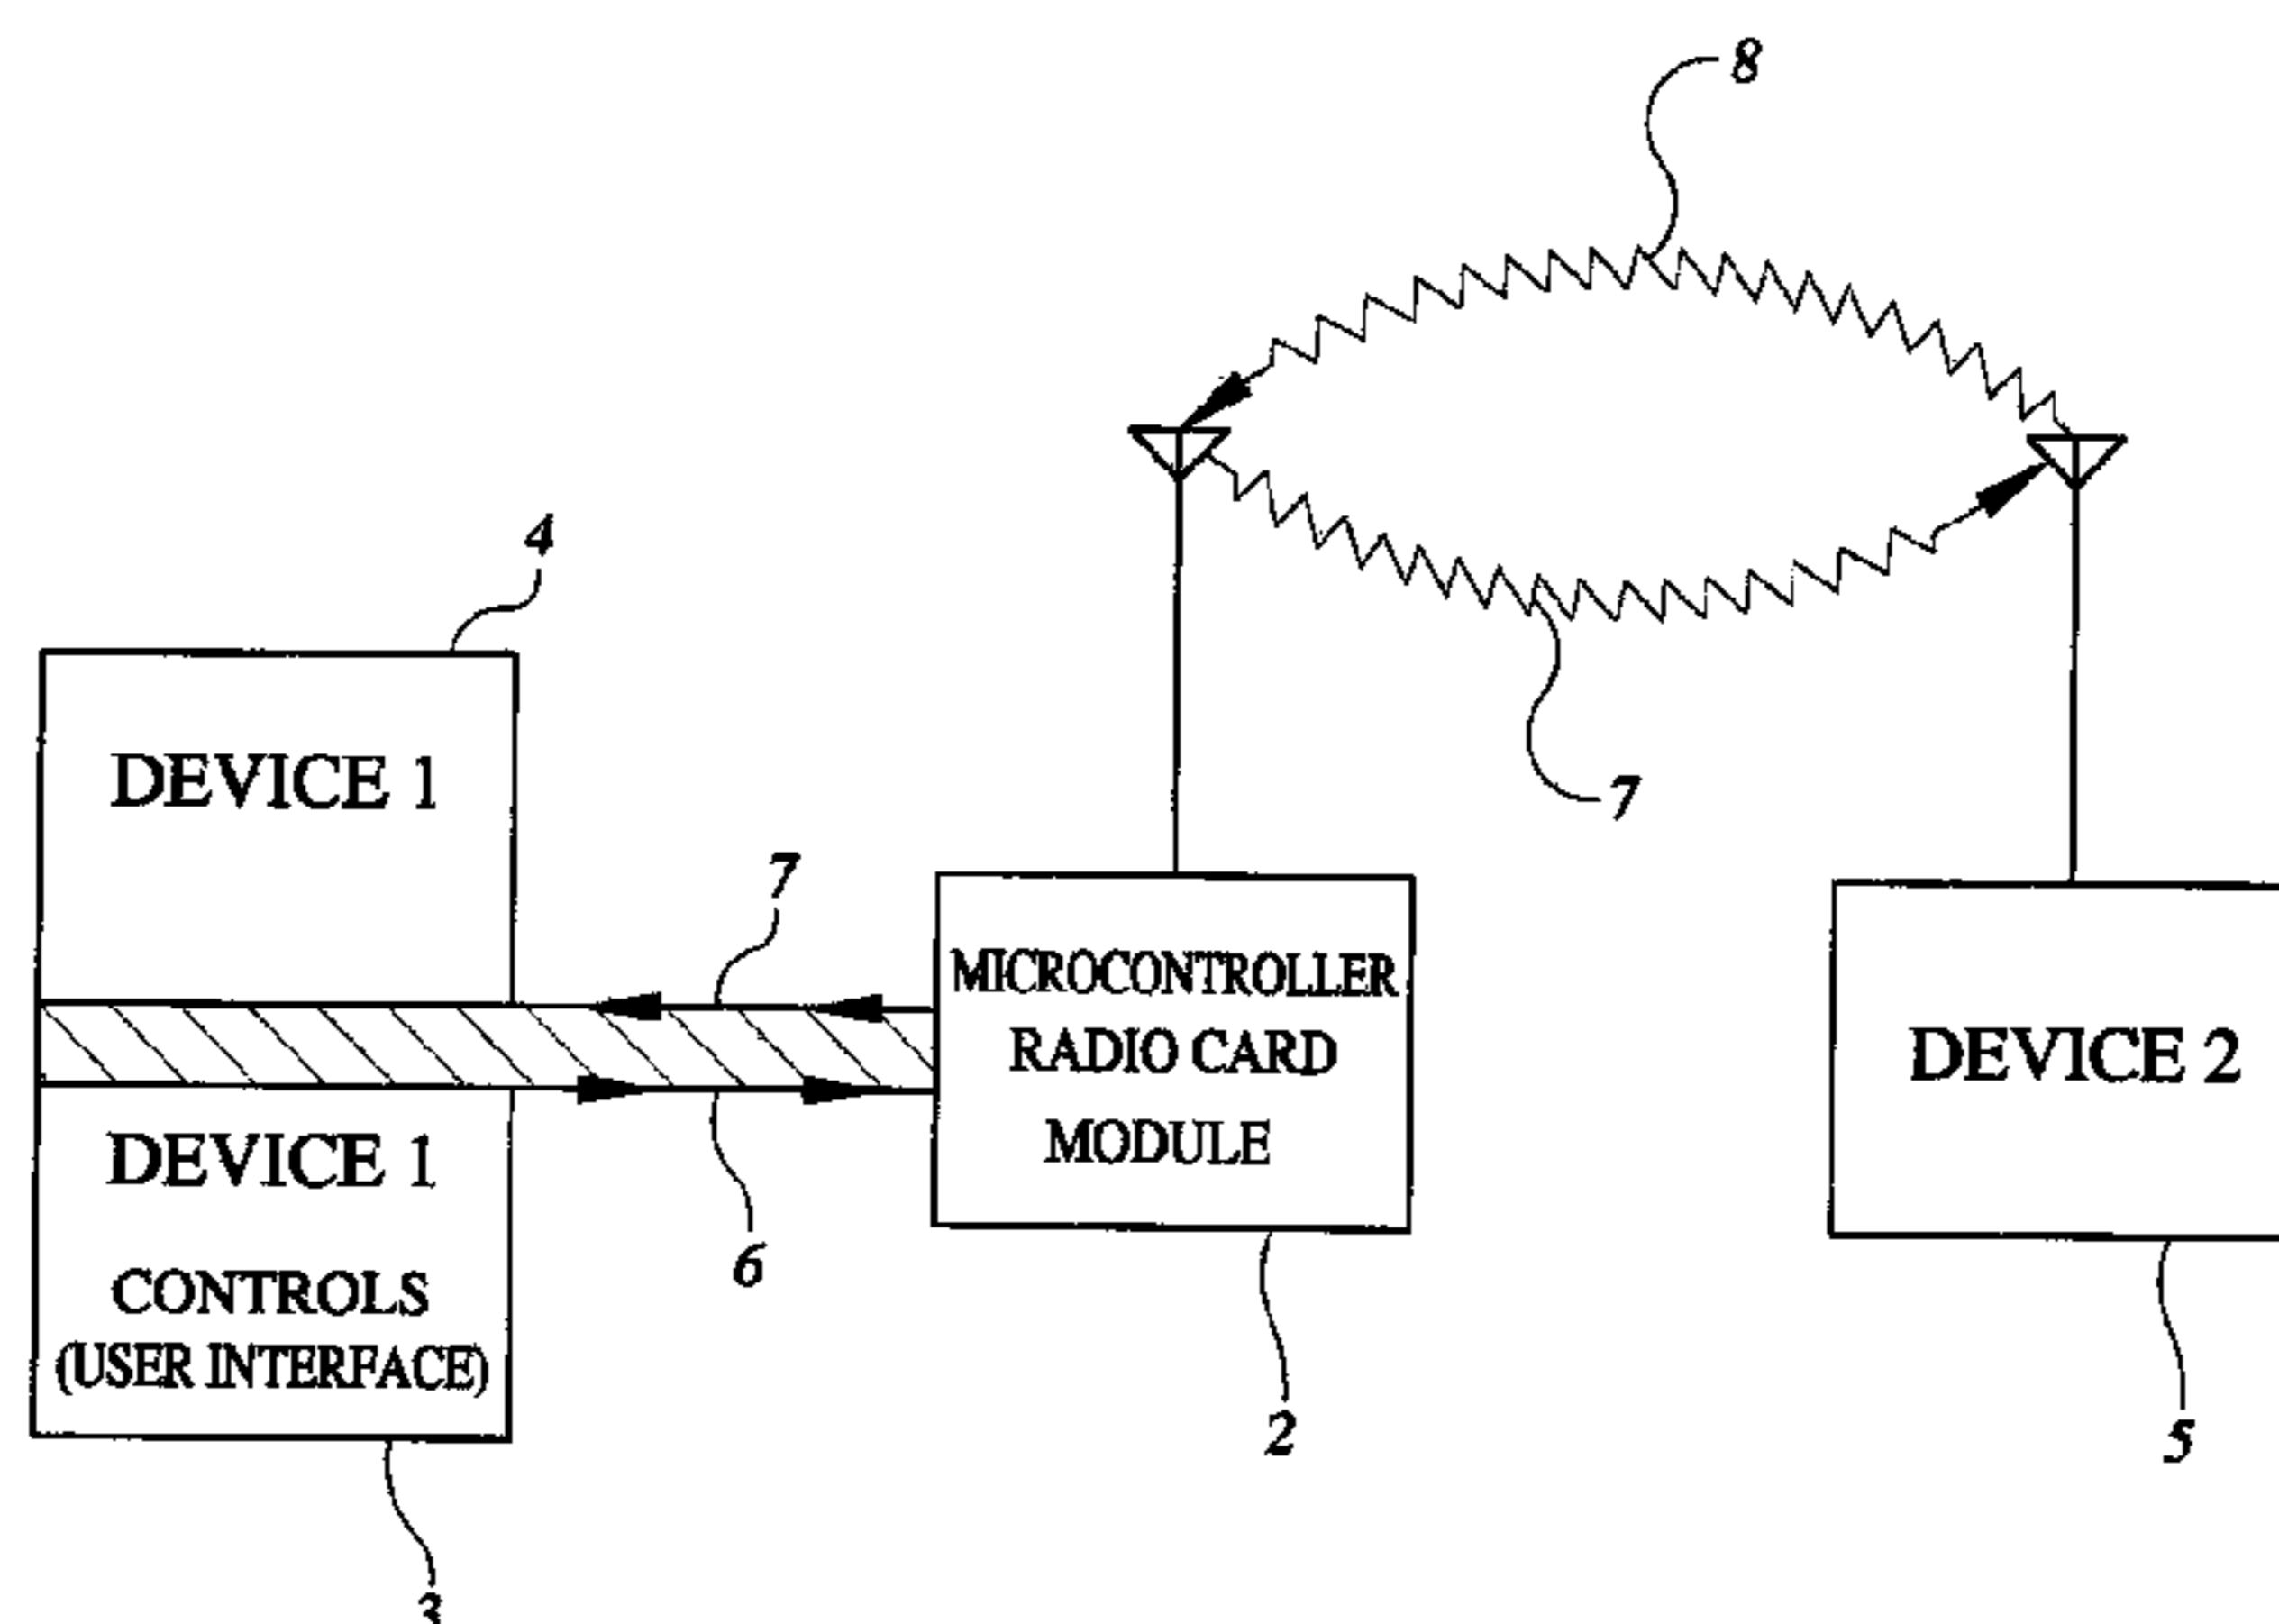 8
4
DEVICE 1
7
7
MICROCONTROLLER
RADIO CARD
MODULE
DEVICE 2
DEVICE 1
CONTROLS
(USER INTERFACE)
6
2
5
3